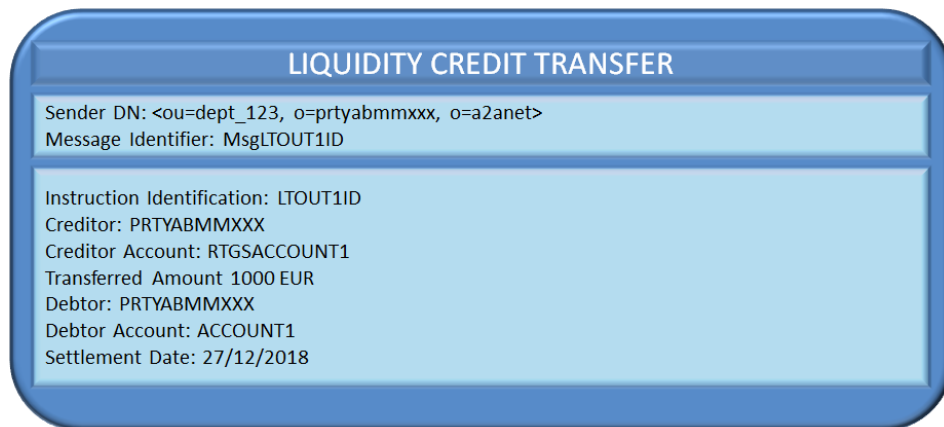 LIQUIDITY CREDIT TRANSFER
Sender DN: <ou=dept_123, o=prtyabmmxxx, o=a2anet>
Message Identifier: MsgLTOUT1ID
Instruction Identification: LTOUT1ID
Creditor: PRTYABMMXXX
Creditor Account: RTGSACCOUNT1
Transferred Amount 1000 EUR
Debtor: PRTYABMMXXX
Debtor Account: ACCOUNT1
Settlement Date: 27/12/2018